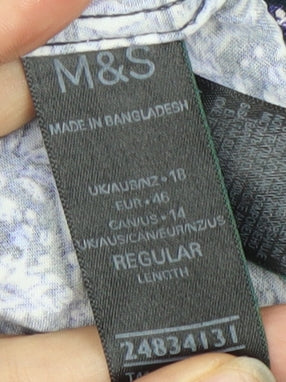 M&S
MADE IN BANGLADESH
UK/AUS/NZ • 18
EUR • 46
CAN/US • 14
UK/AUS/CAN/EUR/NZ/US
REGULAR
LENGTH
24834131